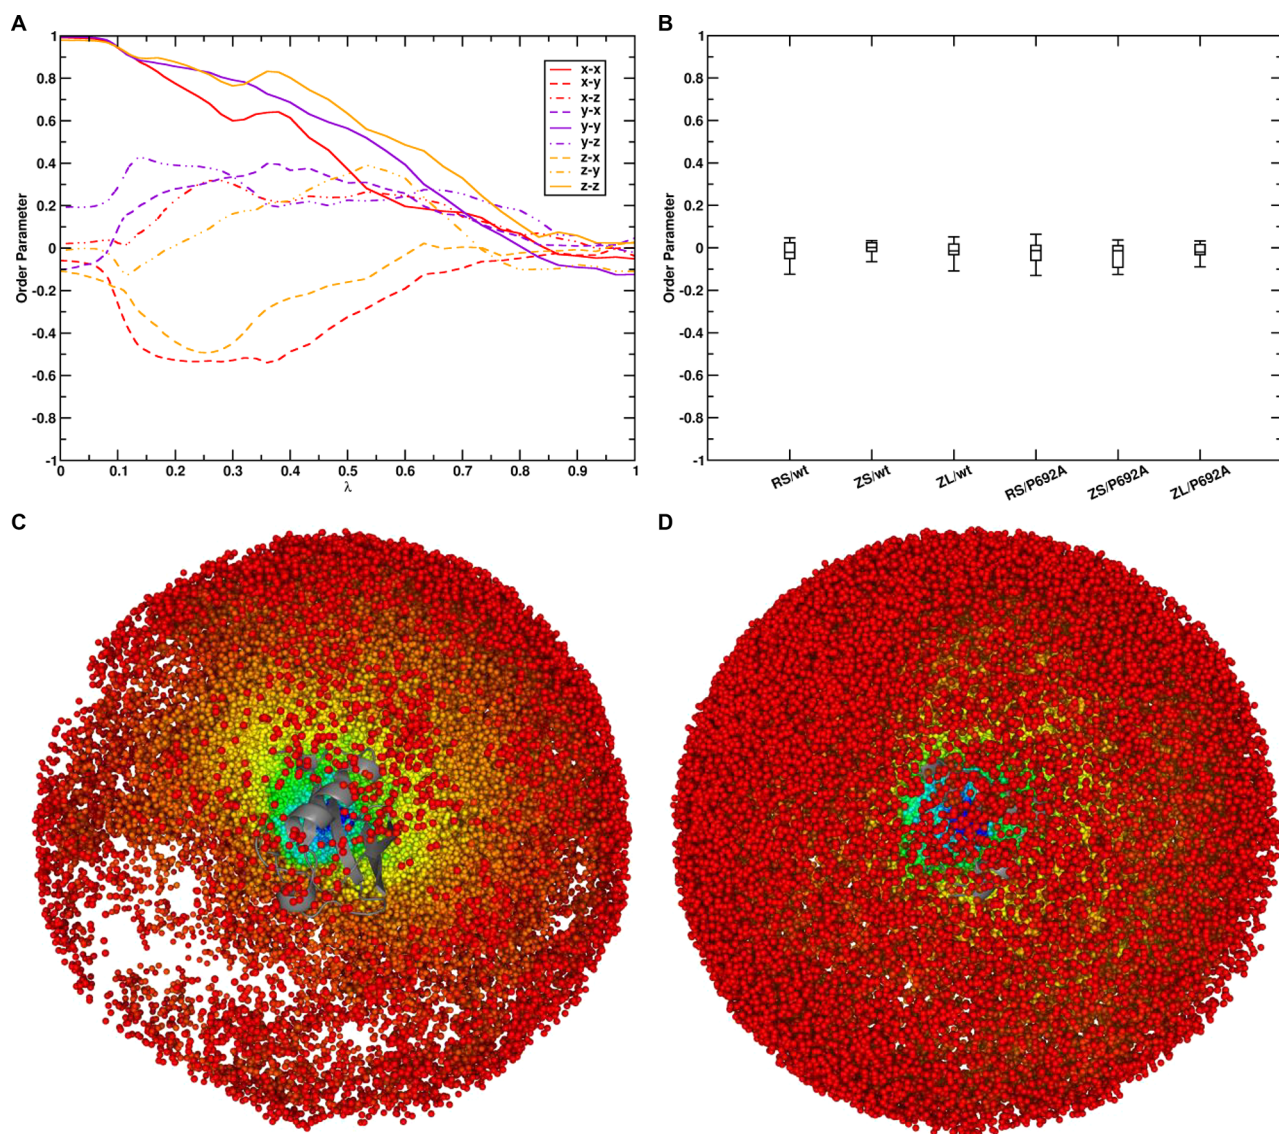 A
1
0.8
0.6
0.4
0.2
0
-0.2
-0.4
-0.6
-0.8
-1
Order Parameter
0 0.1 0.2 0.3 0.4 0.5 0.6 0.7 0.8 0.9 1
λ
x-x
x-y
x-z
y-x
y-y
y-z
z-x
z-y
z-z
B
1
0.8
0.6
0.4
0.2
0
-0.2
-0.4
-0.6
-0.8
-1
Order Parameter
RS/wt ZS/wt ZL/wt RS/P692A ZS/P692A ZL/P692A
C
D